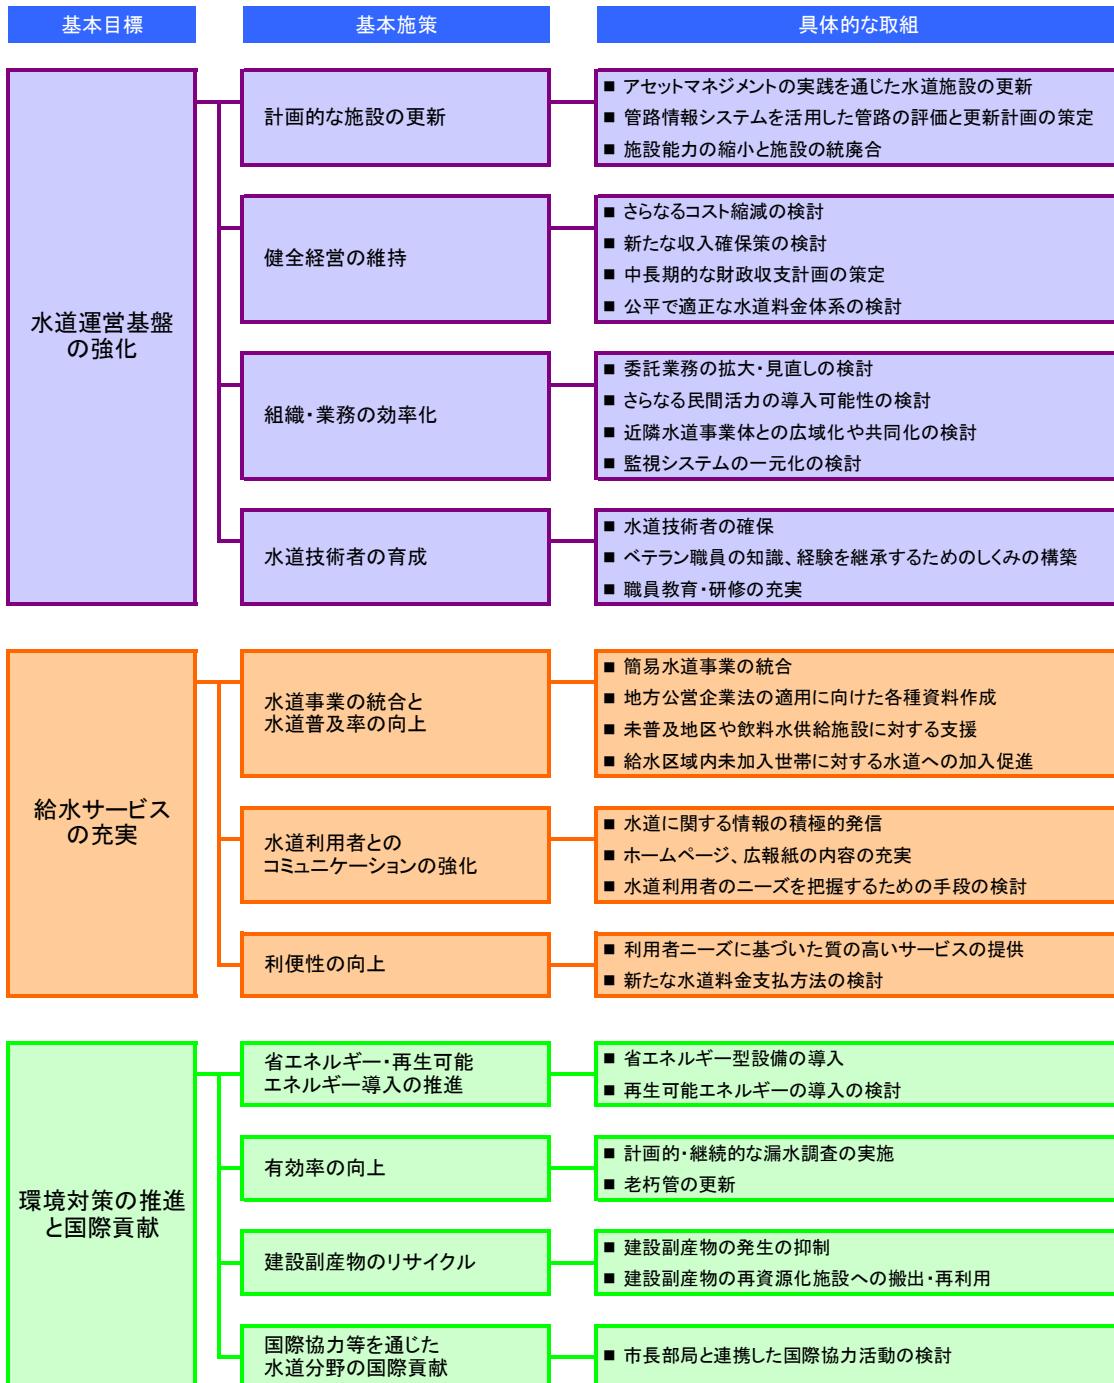 基本目標
基本施策
具体的な取組
水道運営基盤
の強化
計画的な施設の更新
■ アセットマネジメントの実践を通じた水道施設の更新
■ 管路情報システムを活用した管路の評価と更新計画の策定
■ 施設能力の縮小と施設の統廃合
健全経営の維持
■ さらなるコスト縮減の検討
■ 新たな収入確保策の検討
■ 中長期的な財政収支計画の策定
■ 公平で適正な水道料金体系の検討
組織・業務の効率化
■ 委託業務の拡大・見直しの検討
■ さらなる民間活力の導入可能性の検討
■ 近隣水道事業体との広域化や共同化の検討
■ 監視システムの一元化の検討
水道技術者の育成
■ 水道技術者の確保
■ ベテラン職員の知識、経験を継承するためのしくみの構築
■ 職員教育・研修の充実
給水サービス
の充実
水道事業の統合と
水道普及率の向上
■ 簡易水道事業の統合
■ 地方公営企業法の適用に向けた各種資料作成
■ 未普及地区や飲料水供給施設に対する支援
■ 給水区域内未加入世帯に対する水道への加入促進
水道利用者との
コミュニケーションの強化
■ 水道に関する情報の積極的発信
■ ホームページ、広報紙の内容の充実
■ 水道利用者のニーズを把握するための手段の検討
利便性の向上
■ 利用者ニーズに基づいた質の高いサービスの提供
■ 新たな水道料金支払方法の検討
環境対策の推進
と国際貢献
省エネルギー・再生可能
エネルギー導入の推進
■ 省エネルギー型設備の導入
■ 再生可能エネルギーの導入の検討
有効率の向上
■ 計画的・継続的な漏水調査の実施
■ 老朽管の更新
建設副産物のリサイクル
■ 建設副産物の発生の抑制
■ 建設副産物の再資源化施設への搬出・再利用
国際協力等を通じた
水道分野の国際貢献
■ 市長部局と連携した国際協力活動の検討